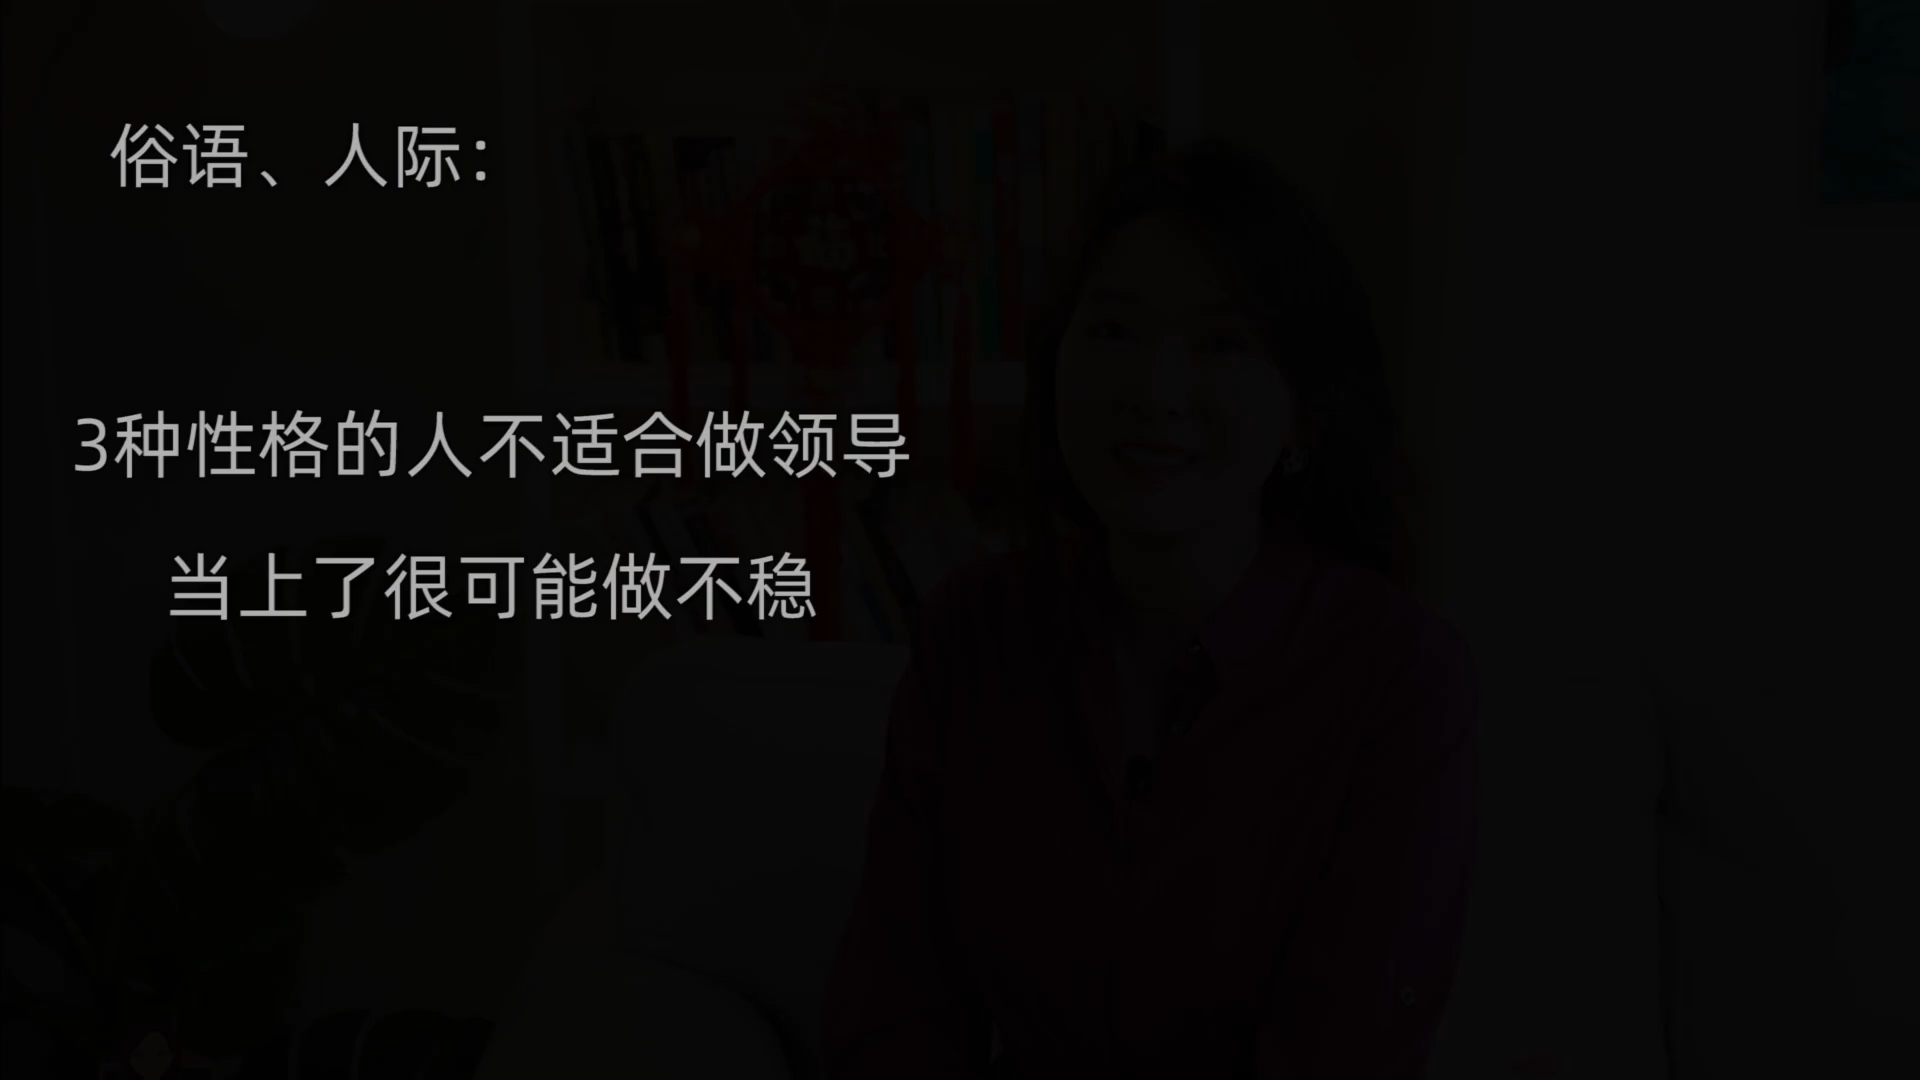 俗语、人际：
3种性格的人不适合做领导
当上了很可能做不稳